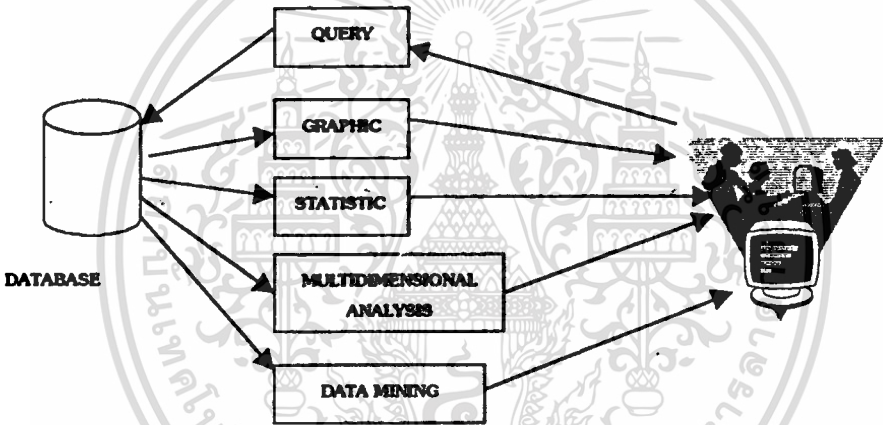 QUERY
GRAPHIC
STATISTIC
DATABASE
MULTIDIMENSIONAL
ANALYSIS
DATA MINING